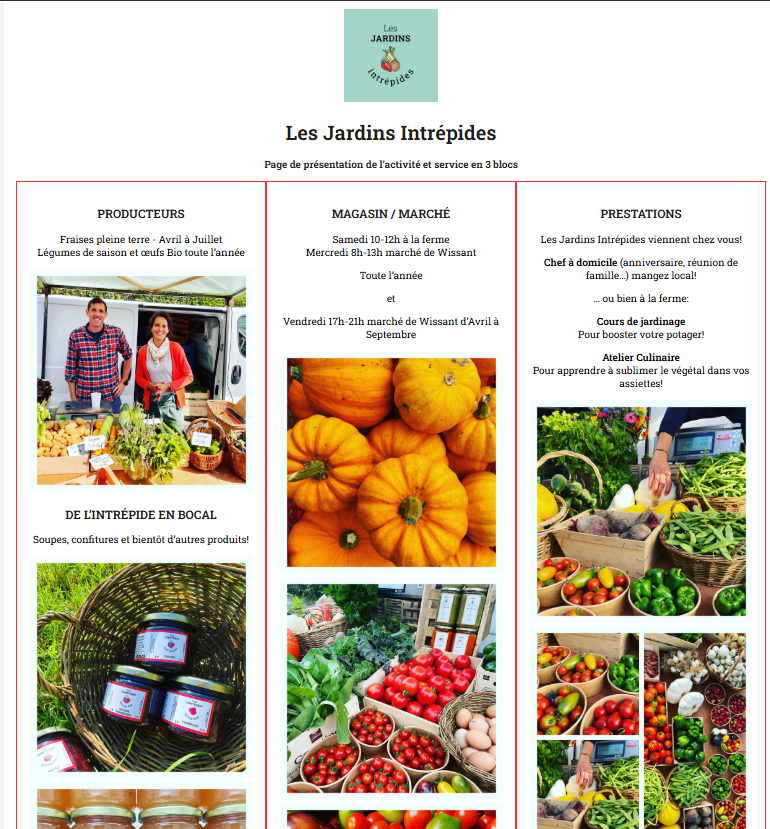 Les
JARDINS
intrépides
Les Jardins Intrépides
Page de présentation de l'activité et service en 3 blocs
PRODUCTEURS
Fraises pleine terre - Avril à Juillet
Légumes de saison et œufs Bio toute l'année
DE L'INTRÉPIDE EN BOCAL
Soupes, confitures et bientôt d'autres produits!
MAGASIN / MARCHÉ
Samedi 10-12h à la ferme
Mercredi 8h-13h marché de Wissant
Toute l'année
et
Vendredi 17h-21h marché de Wissant d'Avril à
Septembre
PRESTATIONS
Les Jardins Intrépides viennent chez vous!
Chef à domicile (anniversaire, réunion de
famille...) mangez local!
... ou bien à la ferme:
Cours de jardinage
Pour booster votre potager!
Atelier Culinaire
Pour apprendre à sublimer le végétal dans vos
assiettes!